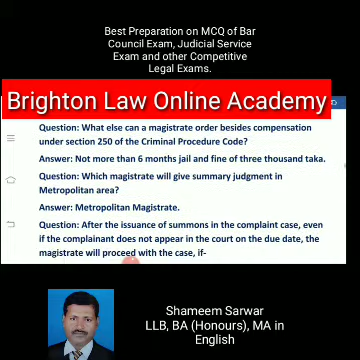 Best Preparation on MCQ of Bar
Council Exam, Judicial Service
Exam and other Competitive
Legal Exams.
Brighton Law Online Academy
Question: What else can a magistrate order besides compensation
under section 250 of the Criminal Procedure Code?
Answer: Not more than 6 months jail and fine of three thousand taka.
Question: Which magistrate will give summary judgment in
Metropolitan area?
Answer: Metropolitan Magistrate.
Question: After the issuance of summons in the complaint case, even
if the complainant does not appear in the court on the due date, the
magistrate will proceed with the case, if-
Shameem Sarwar
LLB, BA (Honours), MA in
English